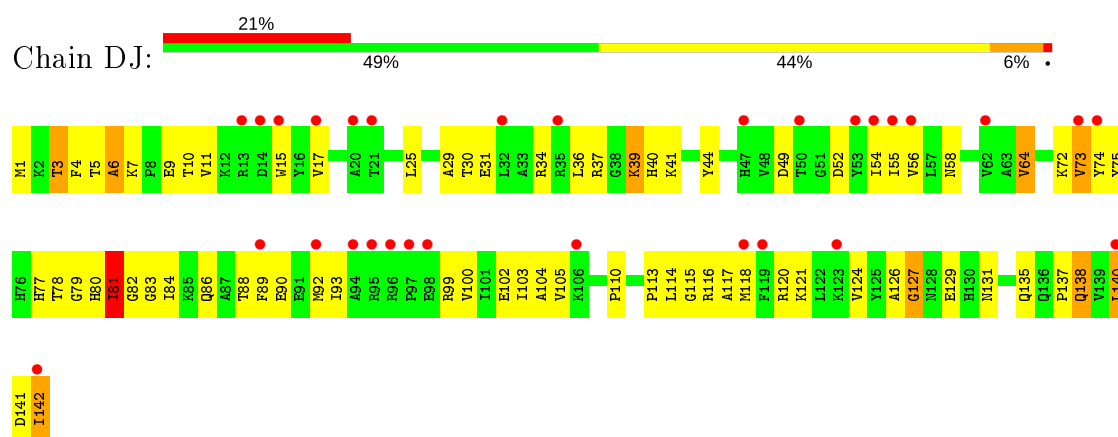 21%
Chain DJ:
49% 44% 6% •
M1 K2 T3 F4 T5 A6 K7 P8 E9 T10 V11 K12 R13 D14 W15 Y16 V17 A20 T21 L25 A29 T30 E31 L32 A33 R34 R35 L36 R37 G38 K39 H40 K41 Y44 H47 V48 D49 T50 G51 D52 Y53 I54 I55 V56 L57 N58 V62 A63 V64 K72 V73 Y74 Y75
H76 H77 T78 G79 H80 I81 G82 G83 I84 K85 Q86 A87 T88 F89 E90 E91 M92 I93 A94 R95 R96 P97 E98 R99 V100 I101 E102 I103 A104 V105 K106 P110 P113 L114 G115 R116 A117 M118 F119 R120 K121 L122 K123 V124 Y125 A126 G127 N128 E129 H130 N131 Q135 Q136 P137 Q138 V139 L140
D141 I142